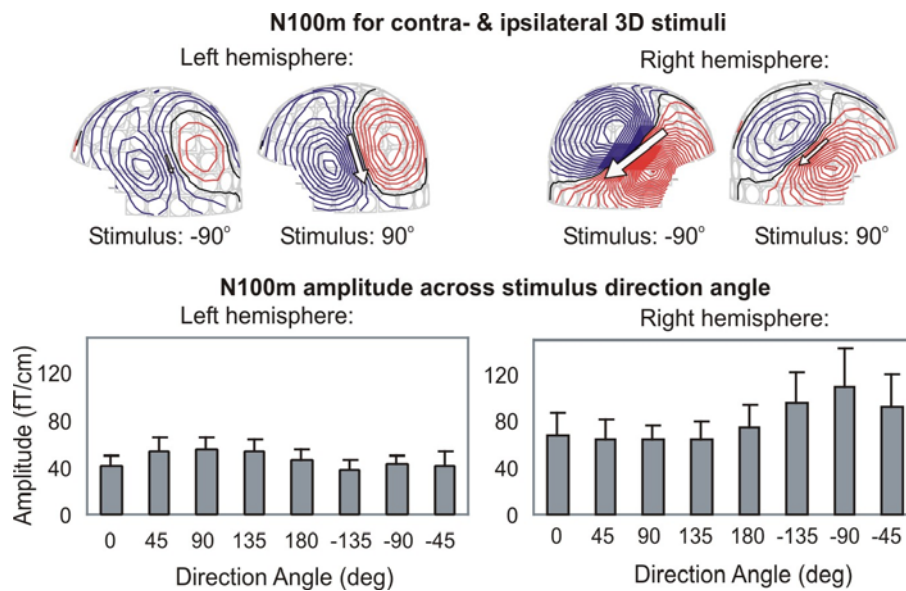 N100m for contra- & ipsilateral 3D stimuli
Left hemisphere:
Right hemisphere:
Stimulus: -90°
Stimulus: 90°
Stimulus: -90°
Stimulus: 90°
N100m amplitude across stimulus direction angle
Left hemisphere:
Amplitude (fT/cm)
120
80
40
0
0 45 90 135 180 -135 -90 -45
Direction Angle (deg)
Right hemisphere:
120
80
40
0
0 45 90 135 180 -135 -90 -45
Direction Angle (deg)